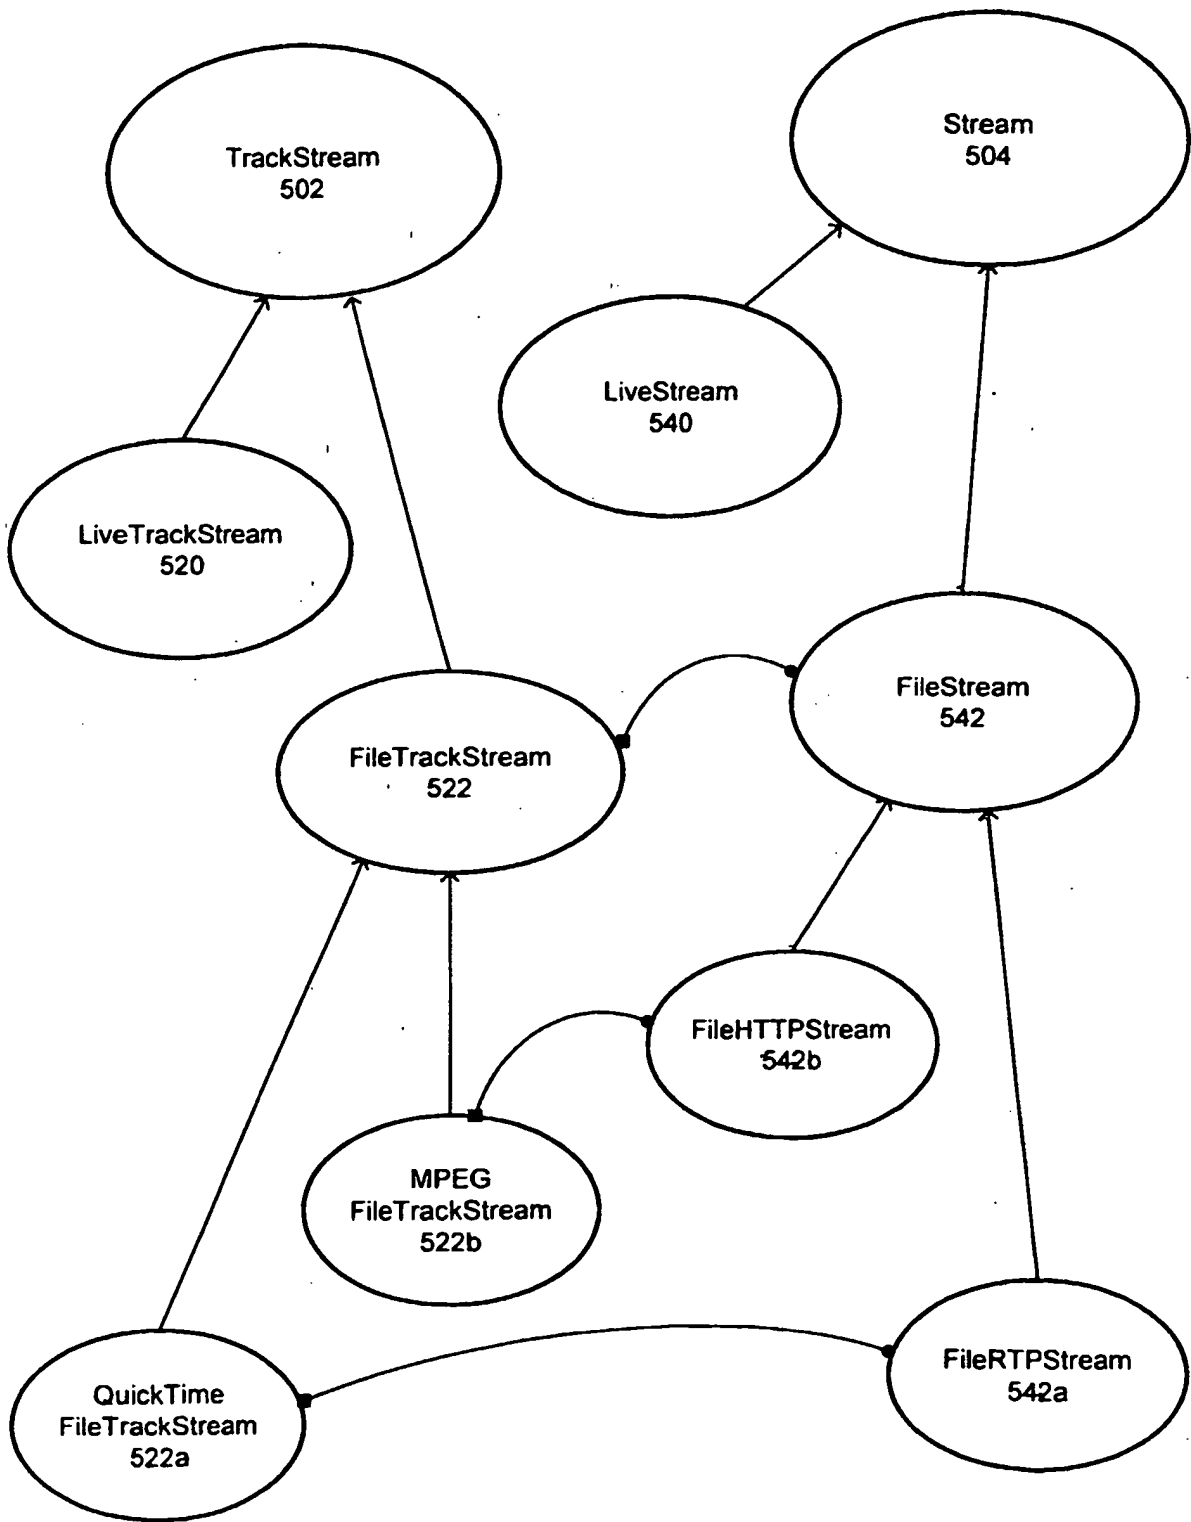 TrackStream
502
Stream
504
LiveStream
540
LiveTrackStream
520
FileStream
542
FileTrackStream
522
FileHTTPStream
542b
MPEG
FileTrackStream
522b
FileRTPStream
542a
QuickTime
FileTrackStream
522a